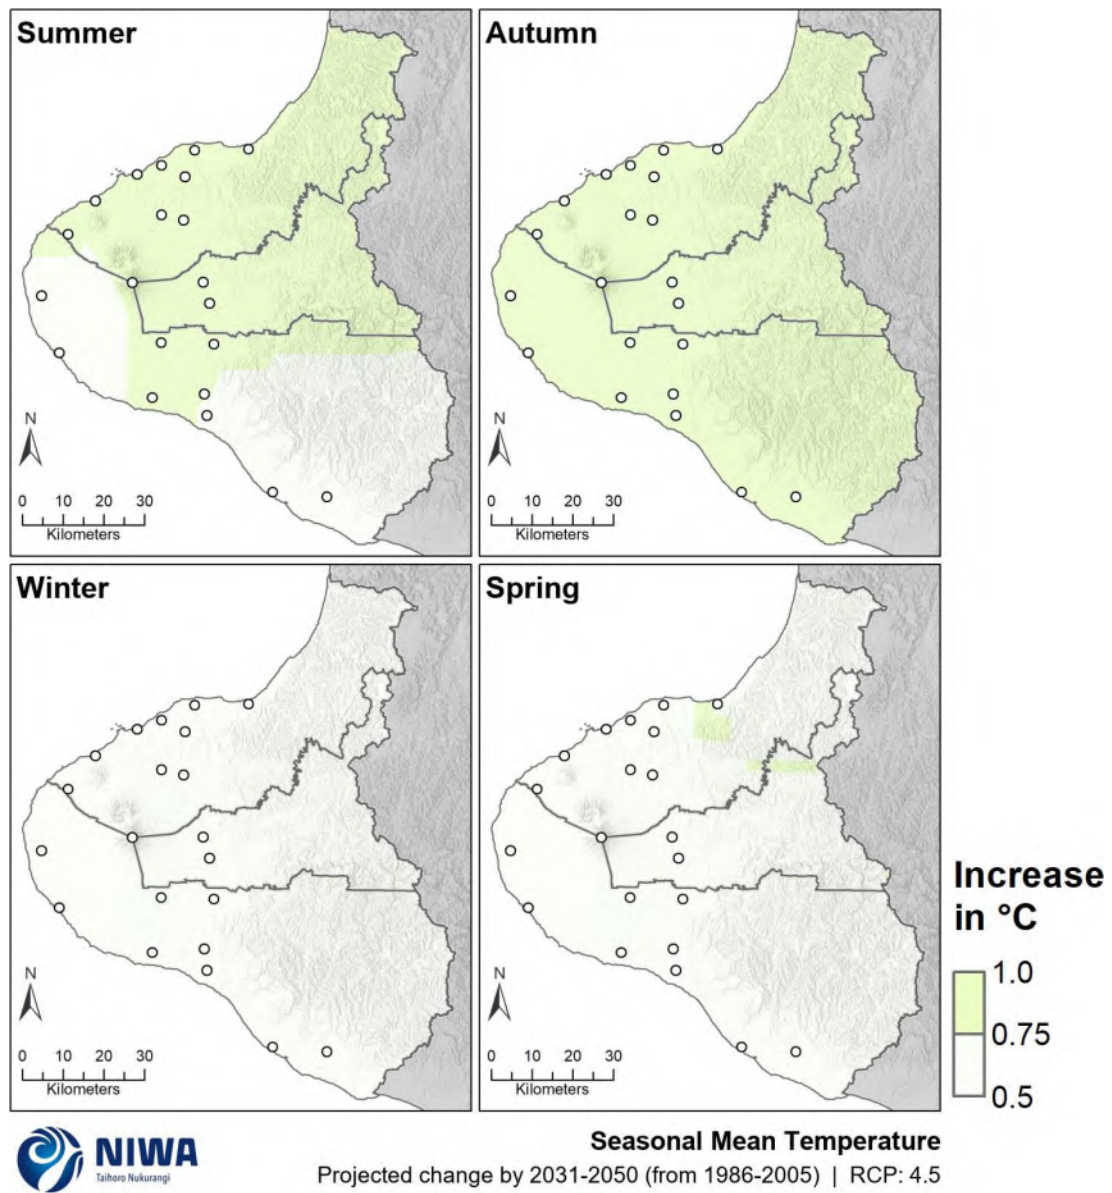 Summer
Autumn
N
0 10 20 30
Kilometers
N
0 10 20 30
Kilometers
Winter
Spring
N
0 10 20 30
Kilometers
N
0 10 20 30
Kilometers
Increase
in °C
1.0
0.75
0.5
NIWA
Taihoro Nukurangi
Seasonal Mean Temperature
Projected change by 2031-2050 (from 1986-2005) | RCP: 4.5